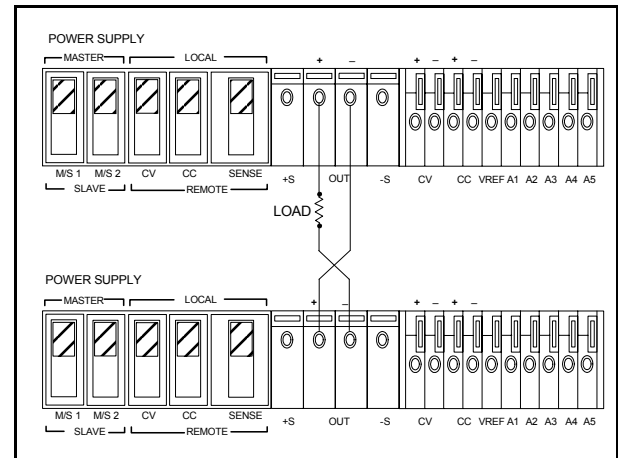 POWER SUPPLY
MASTER LOCAL
+ – + – + –
M/S 1 M/S 2 CV CC SENSE +S OUT -S CV CC VREF A1 A2 A3 A4 A5
SLAVE REMOTE
LOAD
POWER SUPPLY
MASTER LOCAL
+ – + – + –
M/S 1 M/S 2 CV CC SENSE +S OUT -S CV CC VREF A1 A2 A3 A4 A5
SLAVE REMOTE